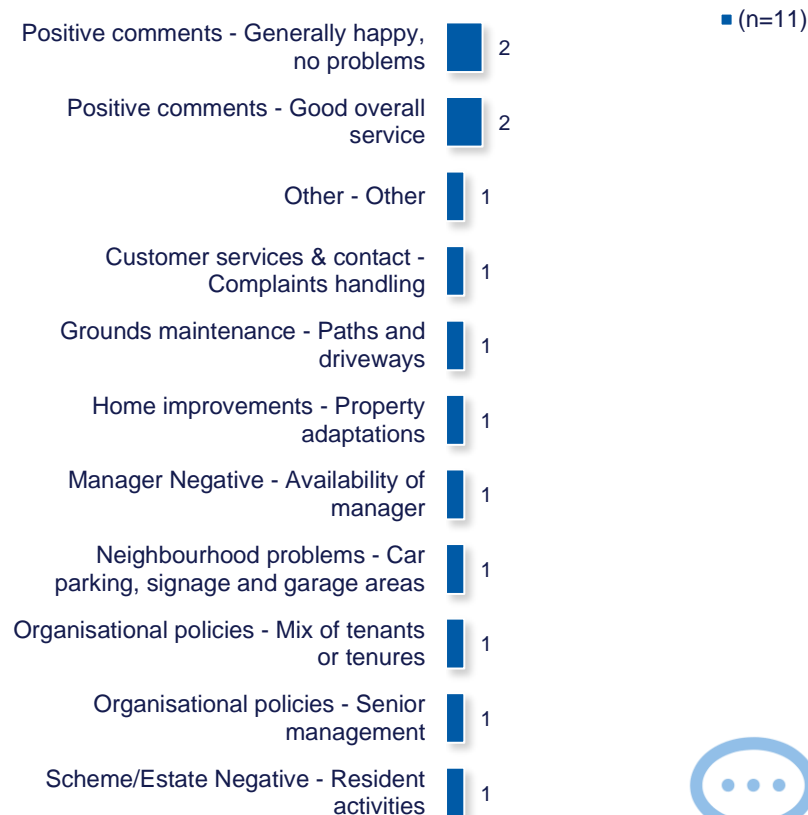 (n=11)
Positive comments - Generally happy,
no problems
2
Positive comments - Good overall
service
2
Other - Other
1
Customer services & contact -
Complaints handling
1
Grounds maintenance - Paths and
driveways
1
Home improvements - Property
adaptations
1
Manager Negative - Availability of
manager
1
Neighbourhood problems - Car
parking, signage and garage areas
1
Organisational policies - Mix of tenants
or tenures
1
Organisational policies - Senior
management
1
Scheme/Estate Negative - Resident
activities
1